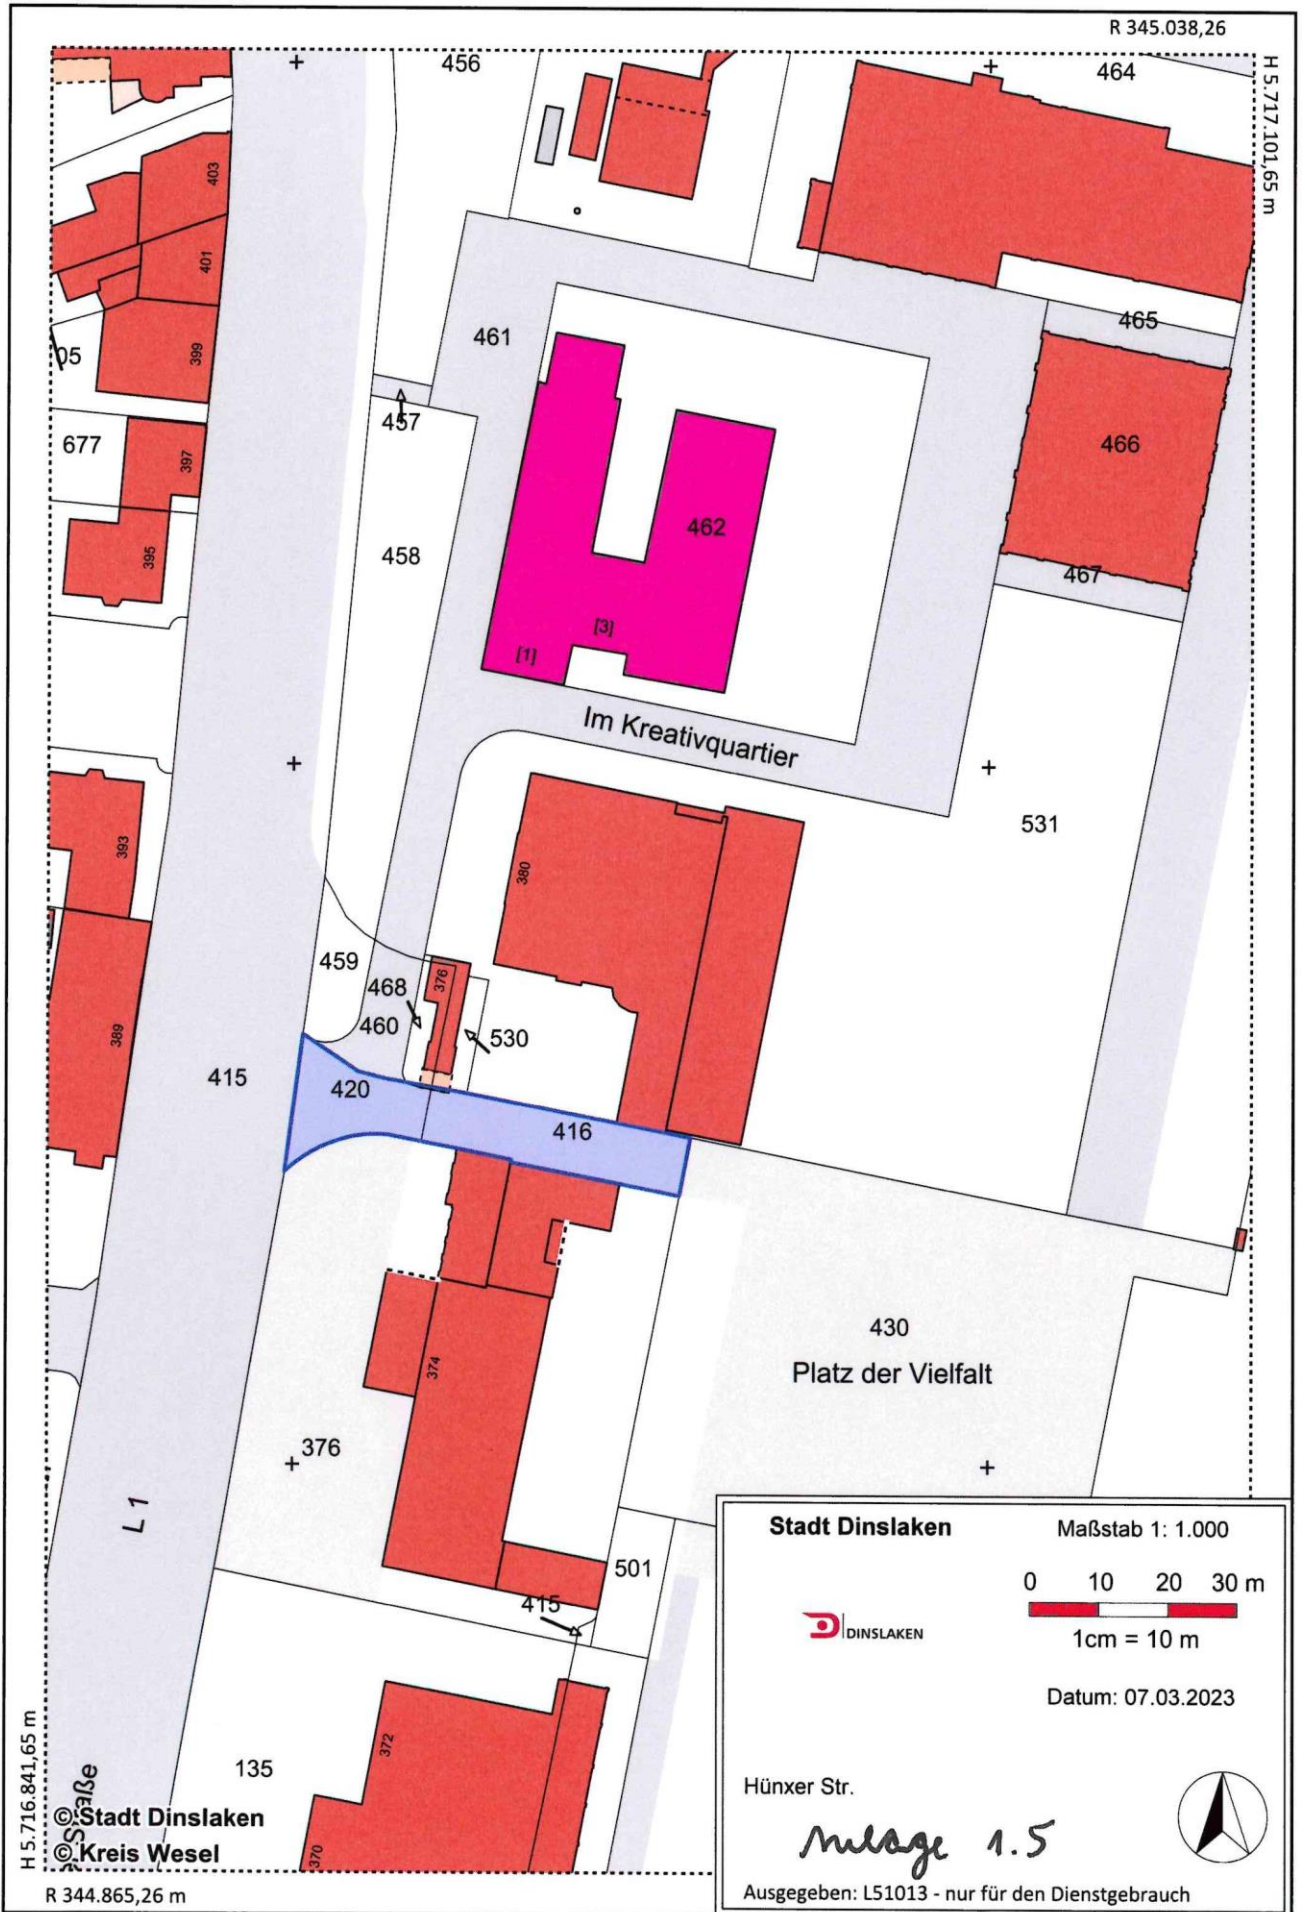 R 345.038,26
H 5.717.101,65 m
456
464
403
401
461
465
399
05
457
466
677
397
462
458
395
467
[3]
[1]
Im Kreativquartier
531
393
380
459
468
376
460
530
389
415
420
416
430
374
Platz der Vielfalt
376
L 1
501
415
372
135
370
Straße
H 5.716.841,65 m
© Stadt Dinslaken
© Kreis Wesel
R 344.865,26 m
Stadt Dinslaken
Maßstab 1: 1.000
0 10 20 30 m
1cm = 10 m
DINSLAKEN
Datum: 07.03.2023
Hünxer Str.
Anlage 1.5
Ausgegeben: L51013 - nur für den Dienstgebrauch